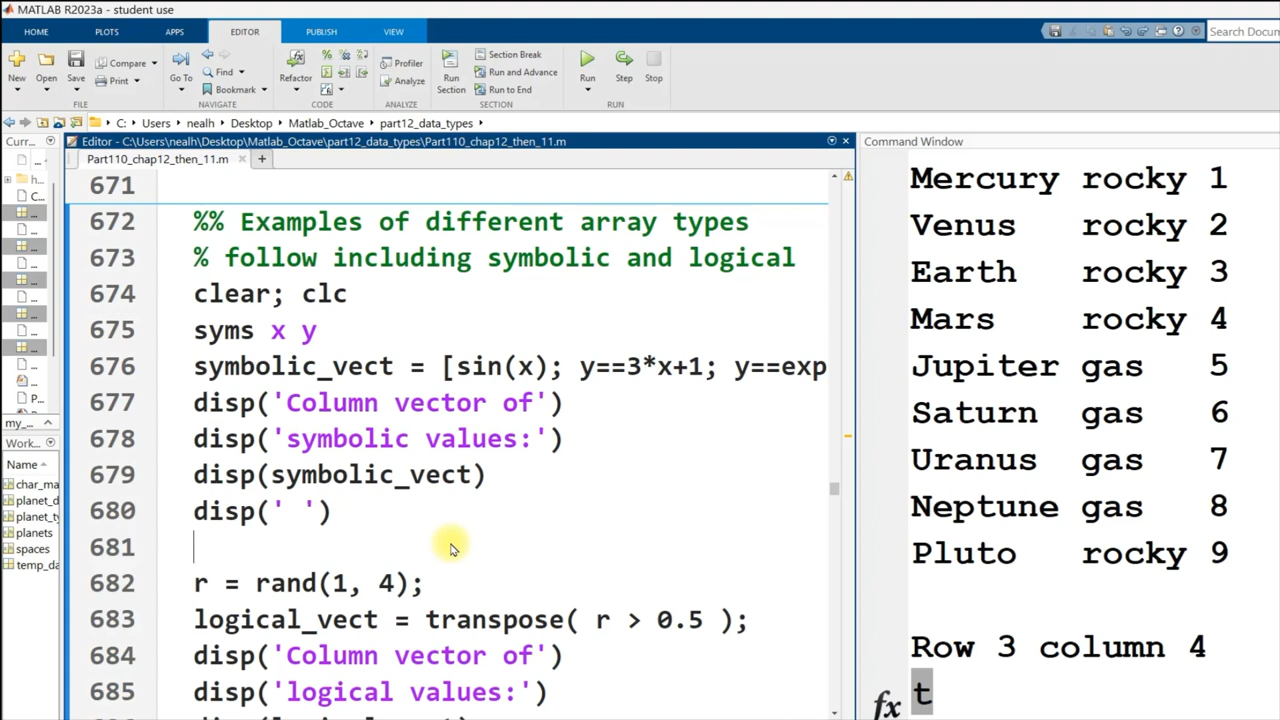 MATLAB R2023a - student use
HOME PLOTS APPS EDITOR PUBLISH VIEW Search Docum
New Open Save Compare Print Go To Find Bookmark Refactor Profiler Analyze Run Section Section Break Run and Advance Run to End Run Step Stop
FILE NAVIGATE CODE ANALYZE SECTION RUN
C: Users nealh Desktop Matlab_Octave part12_data_types
Curr...
Editor - C:\Users\nealh\Desktop\Matlab_Octave\part12_data_types\Part110_chap12_then_11.m
Part110_chap12_then_11.m
671
672 %% Examples of different array types
673 % follow including symbolic and logical
674 clear; clc
675 syms x y
676 symbolic_vect = [sin(x); y==3*x+1; y==exp
677 disp('Column vector of')
678 disp('symbolic values:')
679 disp(symbolic_vect)
680 disp(' ')
681
682 r = rand(1, 4);
683 logical_vect = transpose( r > 0.5 );
684 disp('Column vector of')
685 disp('logical values:')
my_...
Work...
Name
char_ma
planet_d
planet_ty
planets
spaces
temp_da
Command Window
Mercury rocky 1
Venus rocky 2
Earth rocky 3
Mars rocky 4
Jupiter gas 5
Saturn gas 6
Uranus gas 7
Neptune gas 8
Pluto rocky 9
Row 3 column 4
fx t